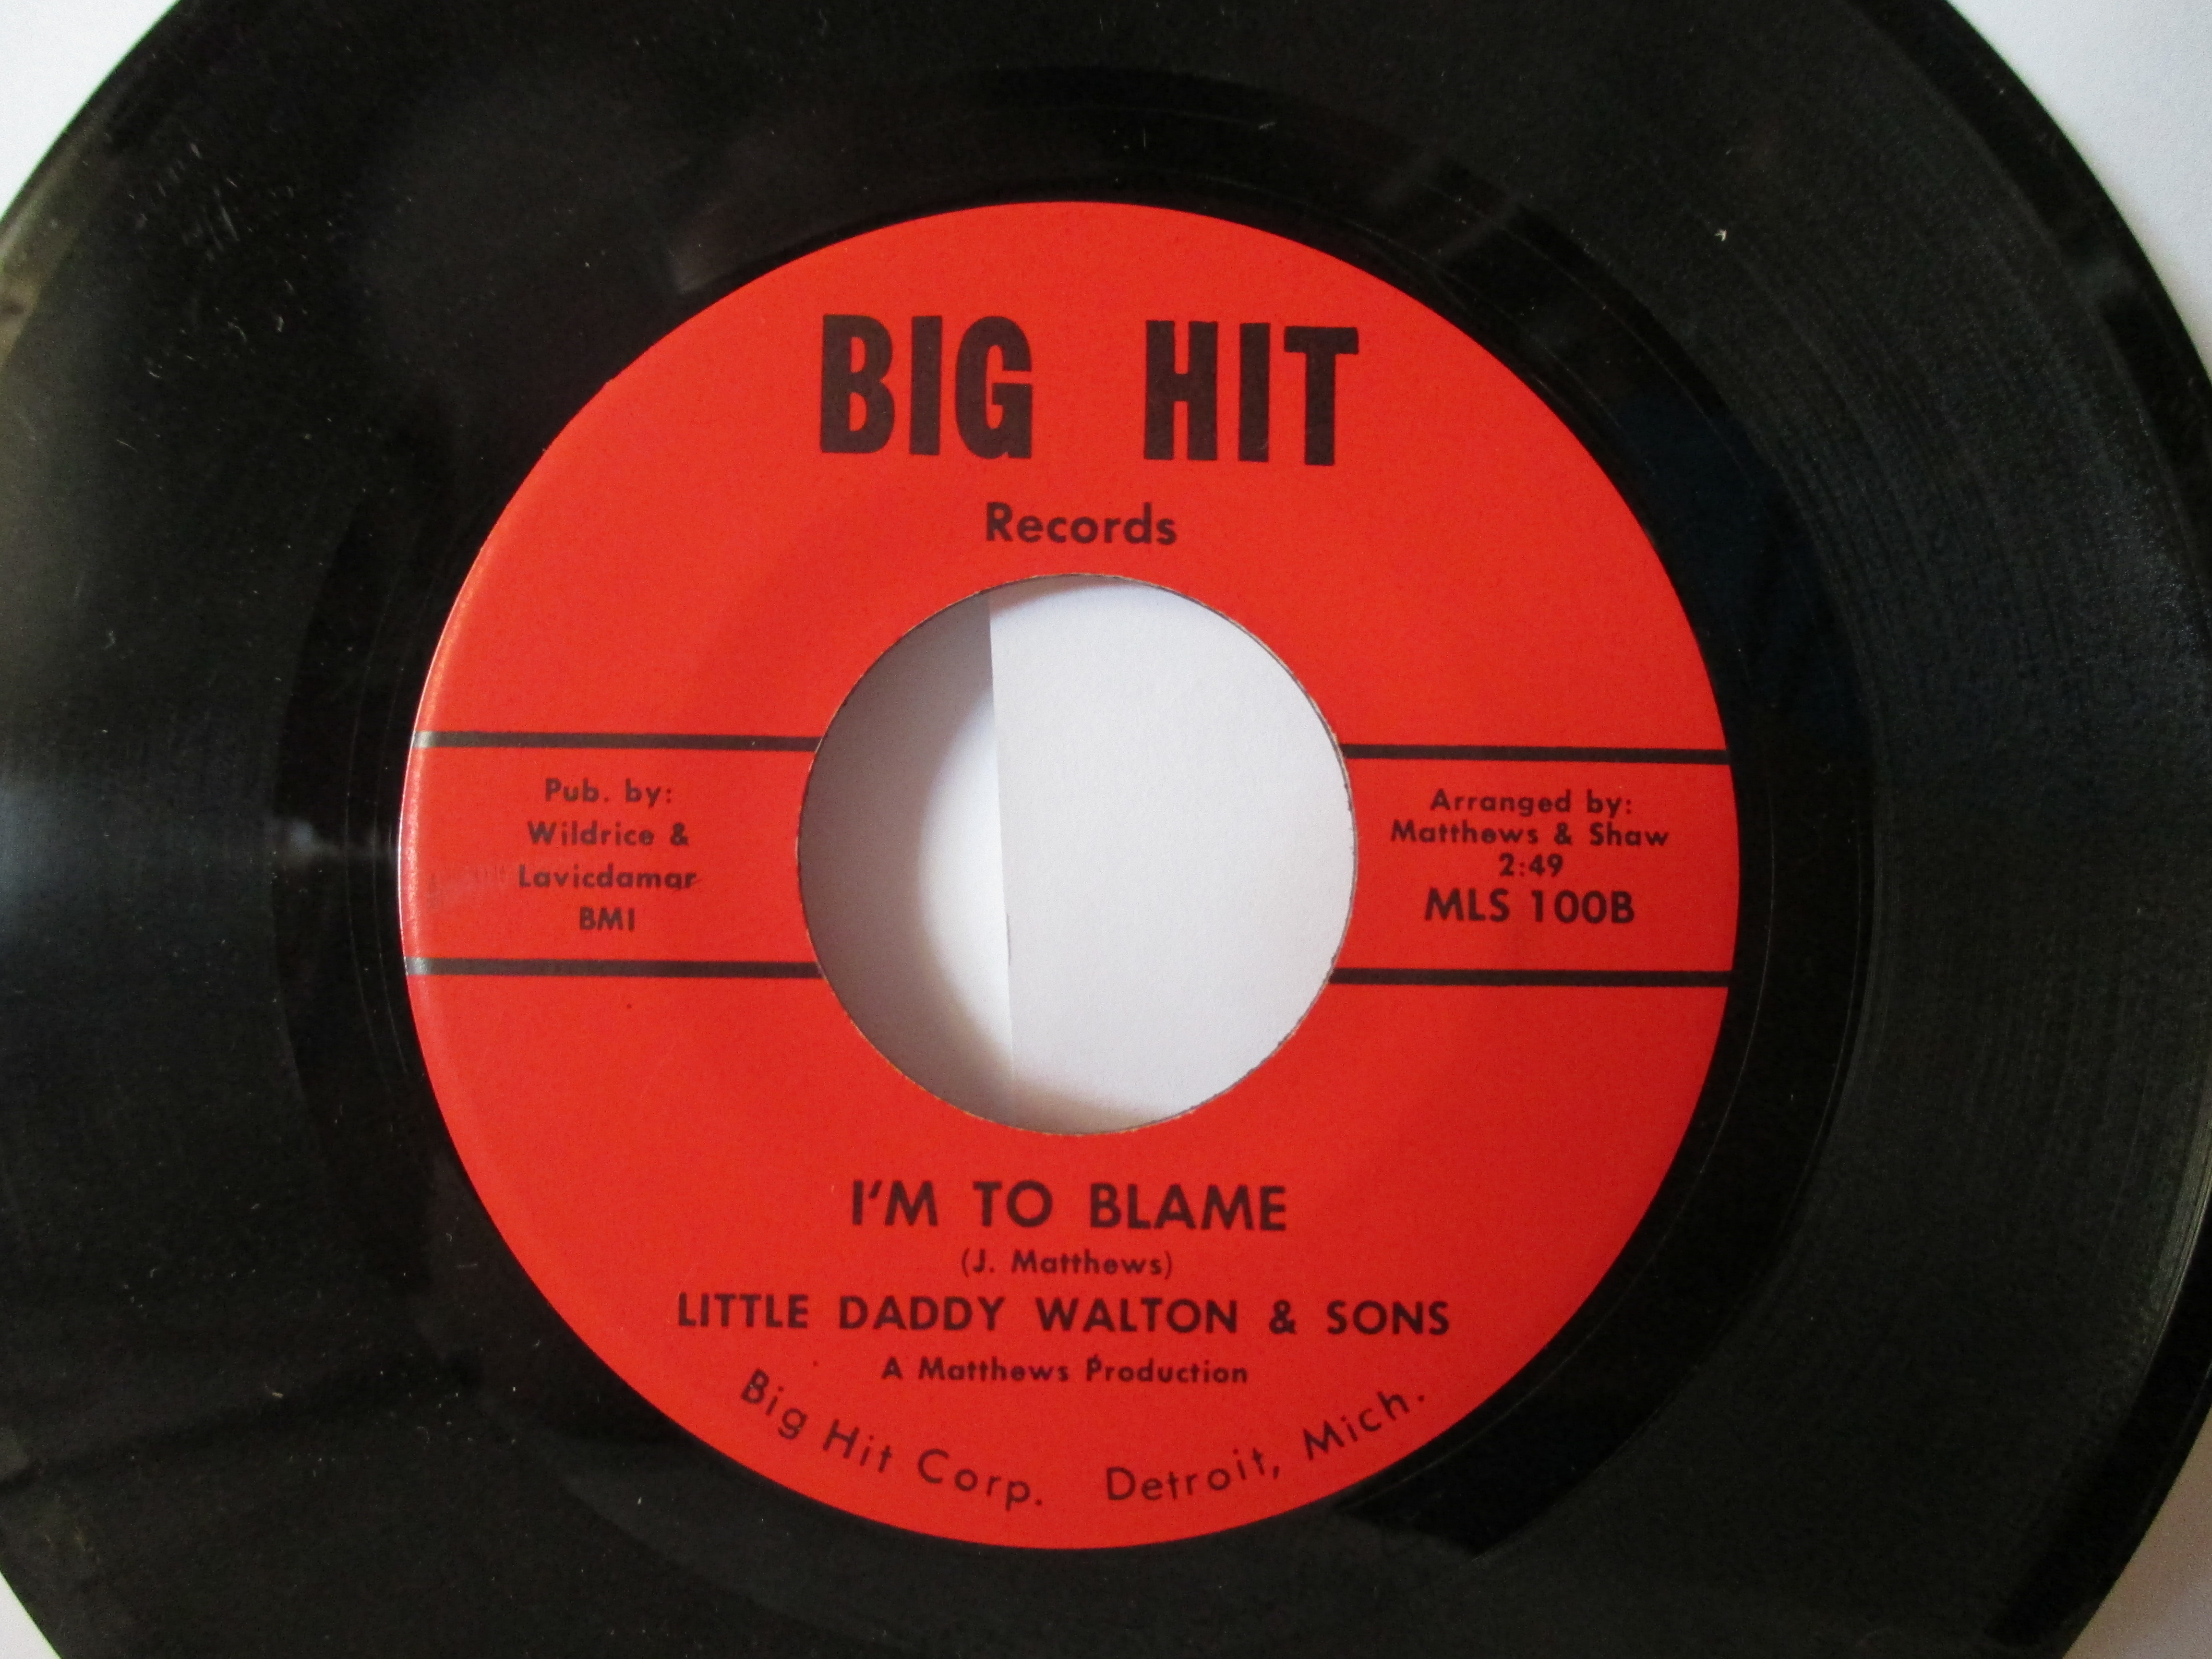 BIG HIT
Records
Pub. by:
Wildrice &
Lavicdamar
BMI
Arranged by:
Matthews & Shaw
2:49
MLS 100B
I'M TO BLAME
(J. Matthews)
LITTLE DADDY WALTON & SONS
A Matthews Production
Big Hit Corp. Detroit, Mich.